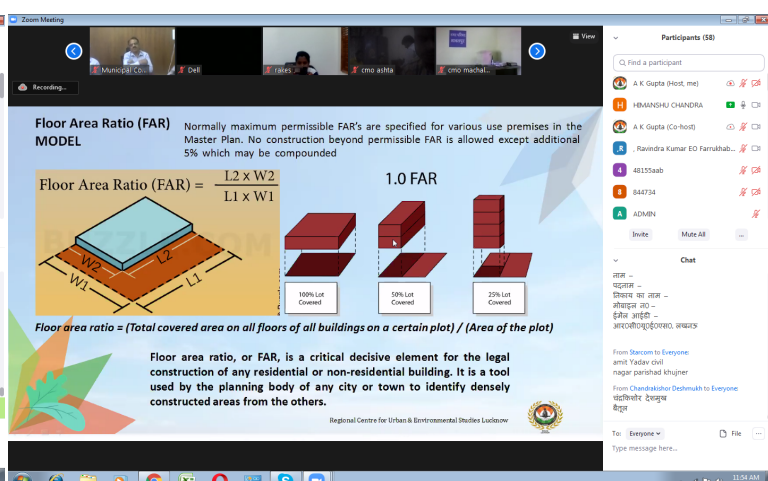 Zoom Meeting
Municipal Co...
Dell
rakes
cmo ashta
cmo machal...
View
Recording...
Floor Area Ratio (FAR)
MODEL
Normally maximum permissible FAR's are specified for various use premises in the
Master Plan. No construction beyond permissible FAR is allowed except additional
5% which may be compounded
Floor Area Ratio (FAR) = L2 x W2
L1 x W1
1.0 FAR
W2
L2
W1
L1
100% Lot
Covered
50% Lot
Covered
25% Lot
Covered
Floor area ratio = (Total covered area on all floors of all buildings on a certain plot) / (Area of the plot)
Floor area ratio, or FAR, is a critical decisive element for the legal
construction of any residential or non-residential building. It is a tool
used by the planning body of any city or town to identify densely
constructed areas from the others.
Regional Centre for Urban & Environmental Studies Lucknow
Participants (58)
Find a participant
A K Gupta (Host, me)
H HIMANSHU CHANDRA
A K Gupta (Co-host)
,R , Ravindra Kumar EO Farrukhab...
4 48155aab
8 844734
A ADMIN
Invite
Mute All
...
Chat
नाम –
पदनाम –
निकाय का नाम –
मोबाइल न0 –
ईमेल आईडी –
आर०सी०यू०ई०एस०, लखनऊ
From Starcom to Everyone:
amit Yadav civil
nagar parishad khujner
From Chandrakishor Deshmukh to Everyone:
चंद्रकिशोर देशमुख
बैतूल
To: Everyone
File
...
Type message here...
11:54 AM